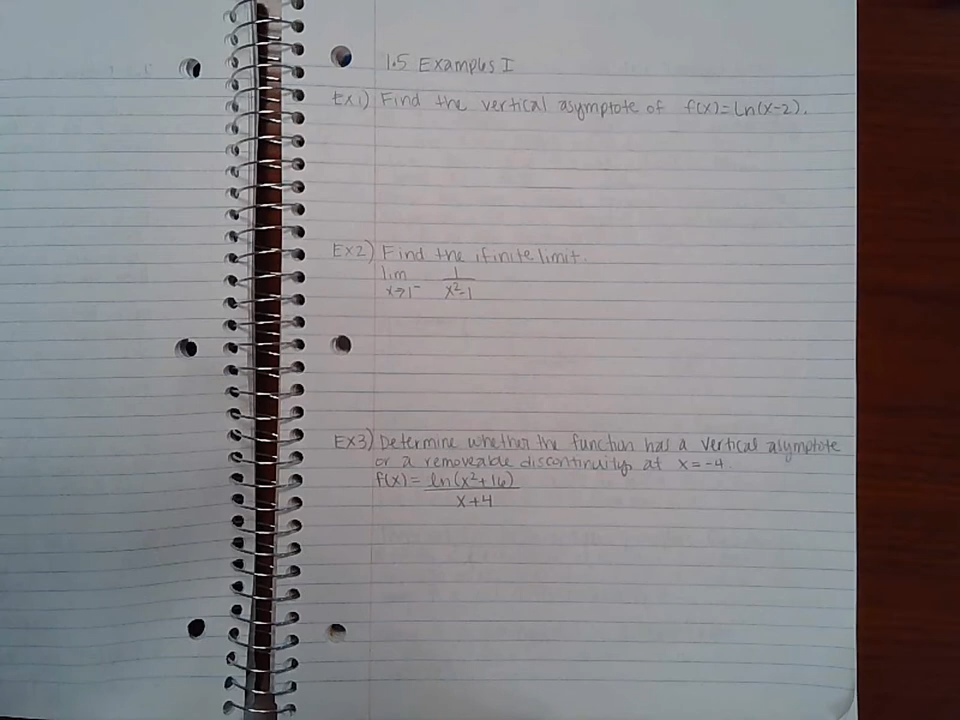 1.5 Examples I
Ex1) Find the vertical asymptote of f(x)=ln(x-2).
Ex2) Find the ifinite limit.
lim 1
x→1⁻ x²-1
Ex3) Determine whether the function has a vertical asymptote
or a removeable discontinuity at x=-4.
f(x) = ln(x²+16)
x+4